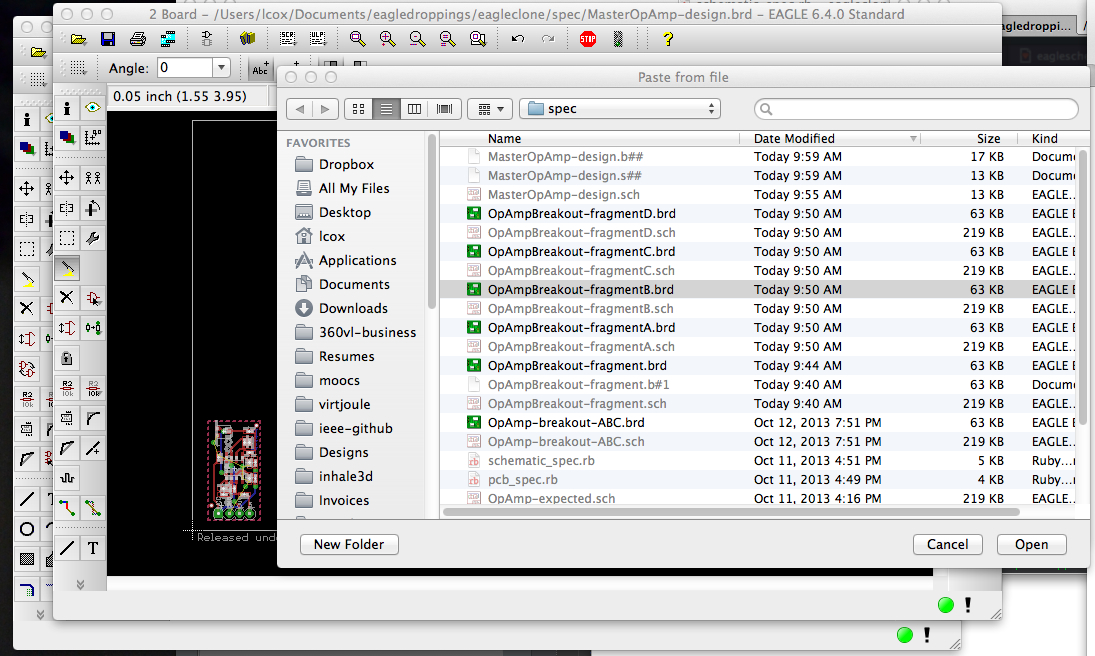 2 Board - /Users/lcox/Documents/eagledroppings/eagleclone/spec/MasterOpAmp-design.brd - EAGLE 6.4.0 Standard
agledroppi...
SCR
ULP
STOP
Angle:
0
Abc
0.05 inch (1.55 3.95)
Paste from file
spec
FAVORITES
Dropbox
All My Files
Desktop
lcox
Applications
Documents
Downloads
360vl-business
Resumes
moocs
virtjoule
ieee-github
Designs
inhale3d
Invoices
Name Date Modified Size Kind
MasterOpAmp-design.b## Today 9:59 AM 17 KB Docume
MasterOpAmp-design.s## Today 9:59 AM 13 KB Docume
MasterOpAmp-design.sch Today 9:55 AM 13 KB EAGLE...
OpAmpBreakout-fragmentD.brd Today 9:50 AM 63 KB EAGLE E
OpAmpBreakout-fragmentD.sch Today 9:50 AM 219 KB EAGLE...
OpAmpBreakout-fragmentC.brd Today 9:50 AM 63 KB EAGLE E
OpAmpBreakout-fragmentC.sch Today 9:50 AM 219 KB EAGLE...
OpAmpBreakout-fragmentB.brd Today 9:50 AM 63 KB EAGLE E
OpAmpBreakout-fragmentB.sch Today 9:50 AM 219 KB EAGLE...
OpAmpBreakout-fragmentA.brd Today 9:50 AM 63 KB EAGLE E
OpAmpBreakout-fragmentA.sch Today 9:50 AM 219 KB EAGLE...
OpAmpBreakout-fragment.brd Today 9:44 AM 63 KB EAGLE E
OpAmpBreakout-fragment.b#1 Today 9:40 AM 63 KB Docume
OpAmpBreakout-fragment.sch Today 9:40 AM 219 KB EAGLE...
OpAmp-breakout-ABC.brd Oct 12, 2013 7:51 PM 63 KB EAGLE E
OpAmp-breakout-ABC.sch Oct 12, 2013 7:51 PM 219 KB EAGLE...
schematic_spec.rb Oct 11, 2013 4:51 PM 5 KB Ruby...n
pcb_spec.rb Oct 11, 2013 4:49 PM 4 KB Ruby...n
OpAmp-expected.sch Oct 11, 2013 4:16 PM 219 KB EAGLE...
Released unde
New Folder
Cancel
Open
R2
10k
R2
10k
T
!
!